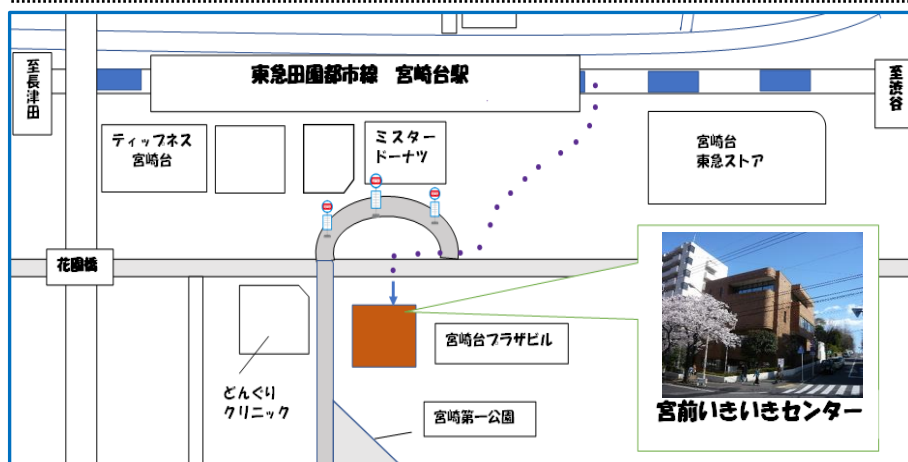 東急田園都市線　宮崎台駅
至長津田
至渋谷
ティップネス
宮崎台
ミスター
ドーナツ
宮崎台
東急ストア
花園橋
宮崎台プラザビル
どんぐり
クリニック
宮崎第一公園
宮前いきいきセンター